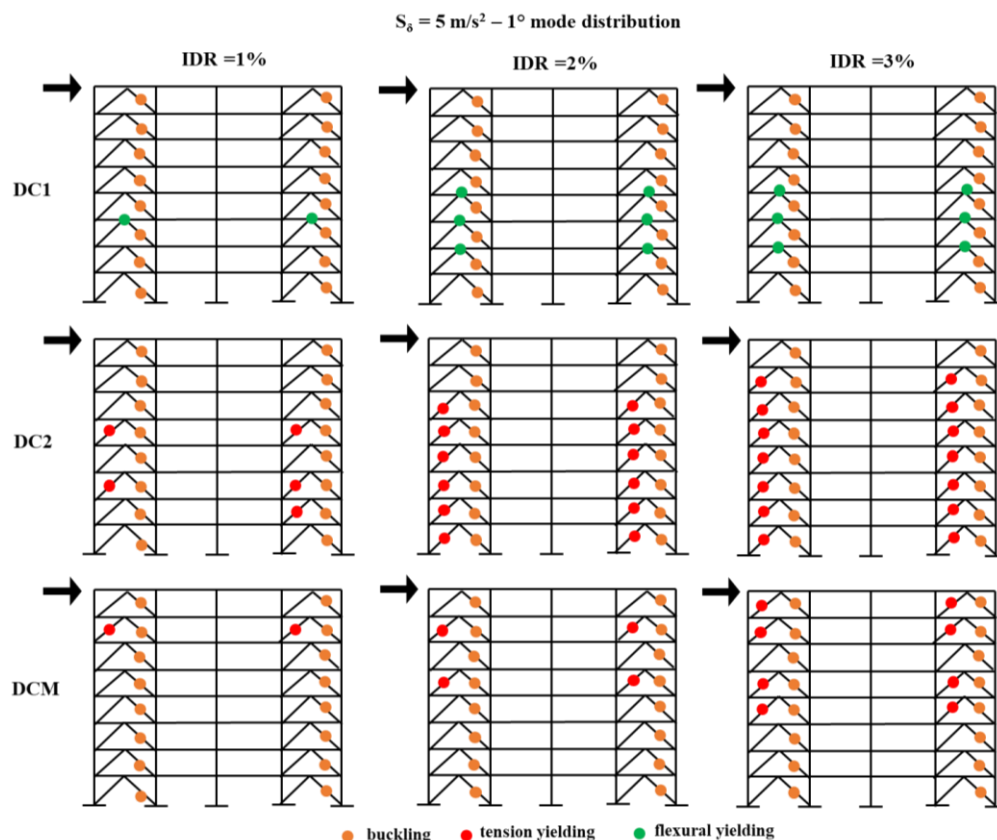 S_δ = 5 m/s² – 1° mode distribution
IDR =1%
IDR =2%
IDR =3%
DC1
DC2
DCM
buckling tension yielding flexural yielding